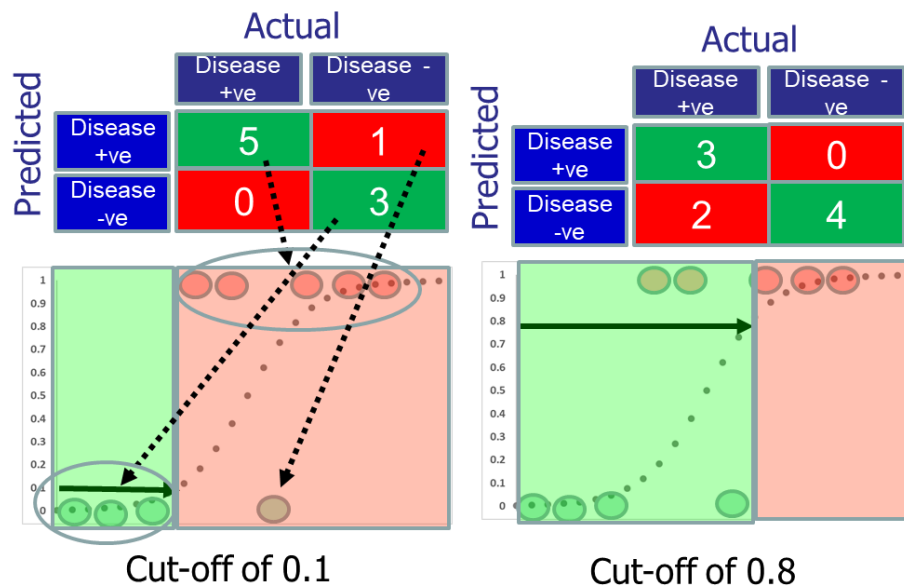 Actual
Predicted
Disease
+ve
Disease -
ve
Disease
+ve
5
1
Disease
-ve
0
3
1
0.9
0.8
0.7
0.6
0.5
0.4
0.3
0.2
0.1
0
Cut-off of 0.1
Actual
Predicted
Disease
+ve
Disease -
ve
Disease
+ve
3
0
Disease
-ve
2
4
1
0.9
0.8
0.7
0.6
0.5
0.4
0.3
0.2
0.1
0
Cut-off of 0.8